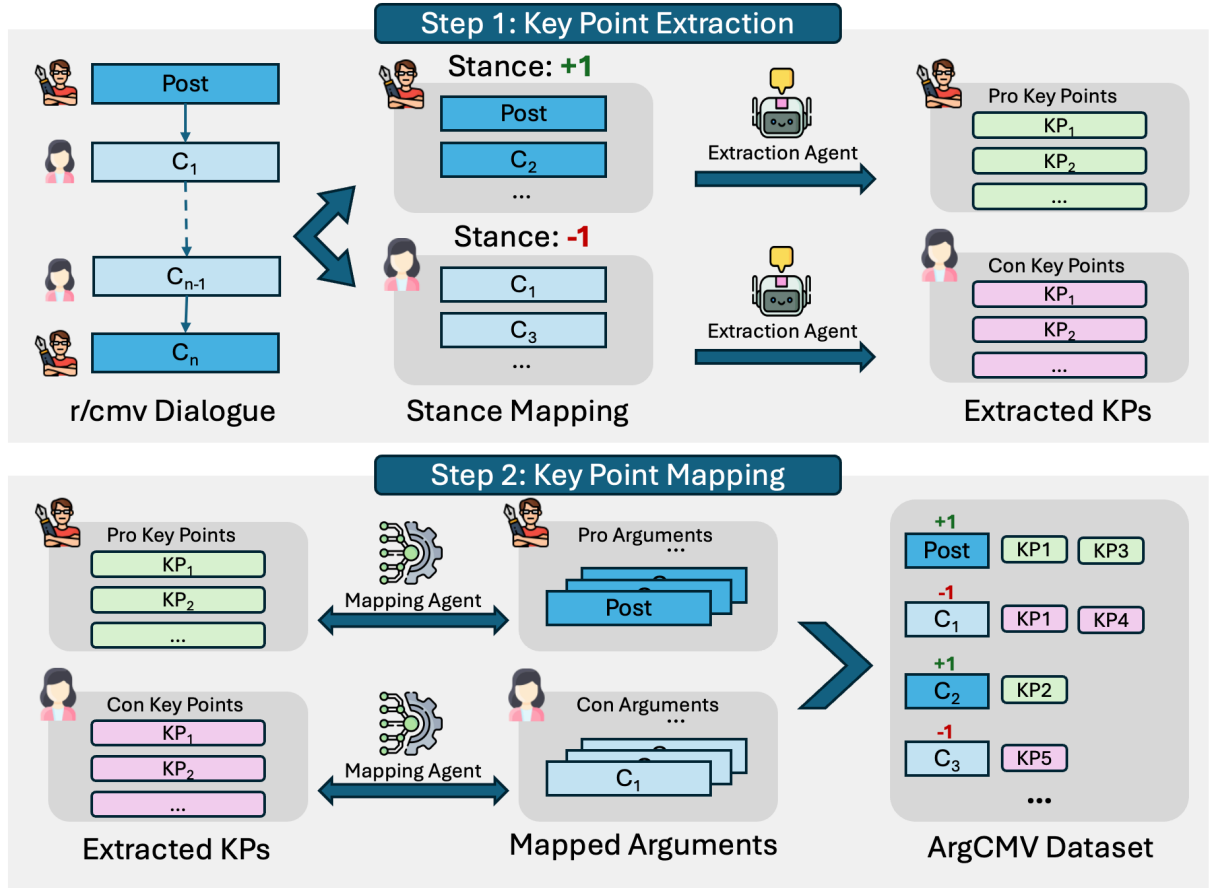 Step 1: Key Point Extraction
Post
C1
Cn-1
Cn
r/cmv Dialogue
Stance: +1
Post
C2
...
Stance: -1
C1
C3
...
Stance Mapping
Extraction Agent
Extraction Agent
Pro Key Points
KP1
KP2
...
Con Key Points
KP1
KP2
...
Extracted KPs
Step 2: Key Point Mapping
Pro Key Points
KP1
KP2
...
Con Key Points
KP1
KP2
...
Extracted KPs
Mapping Agent
Mapping Agent
Pro Arguments
...
Post
Con Arguments
...
C1
Mapped Arguments
+1
Post KP1 KP3
-1
C1 KP1 KP4
+1
C2 KP2
-1
C3 KP5
...
ArgCMV Dataset